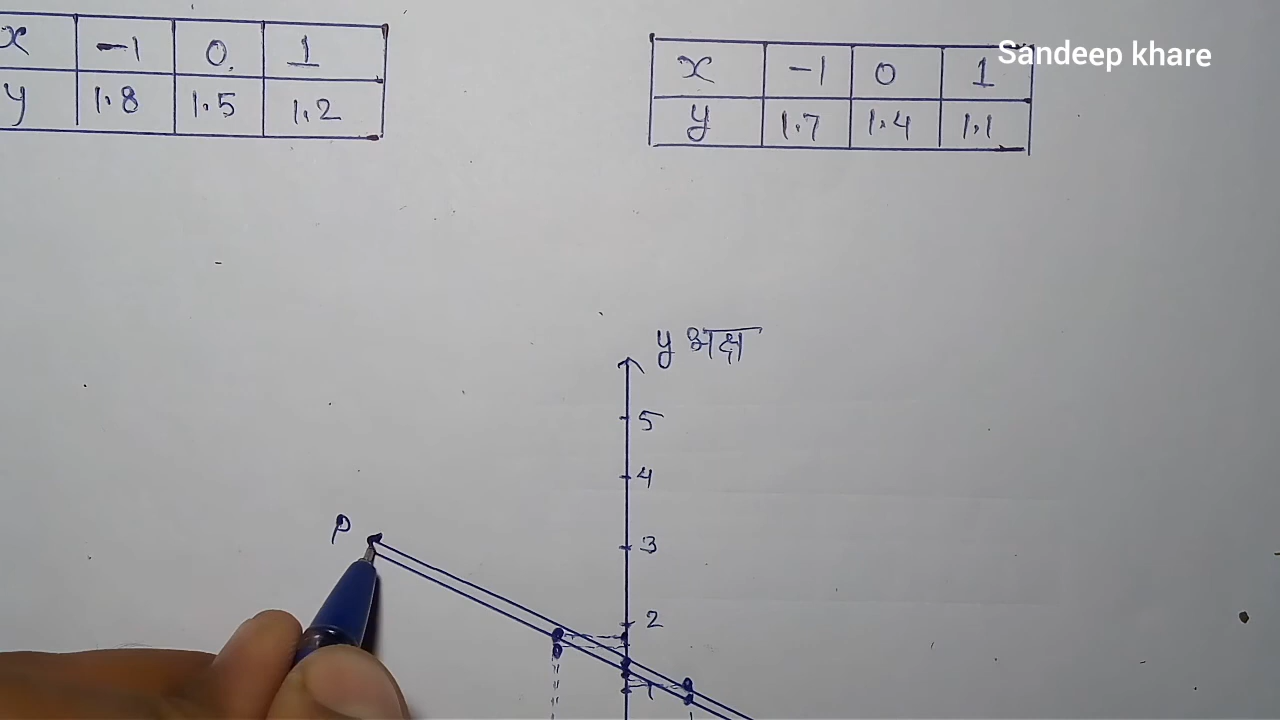 x -1 0 1
y 1.8 1.5 1.2
Sandeep khare
x -1 0 1
y 1.7 1.4 1.1
y अक्ष
5
4
P
3
2
1